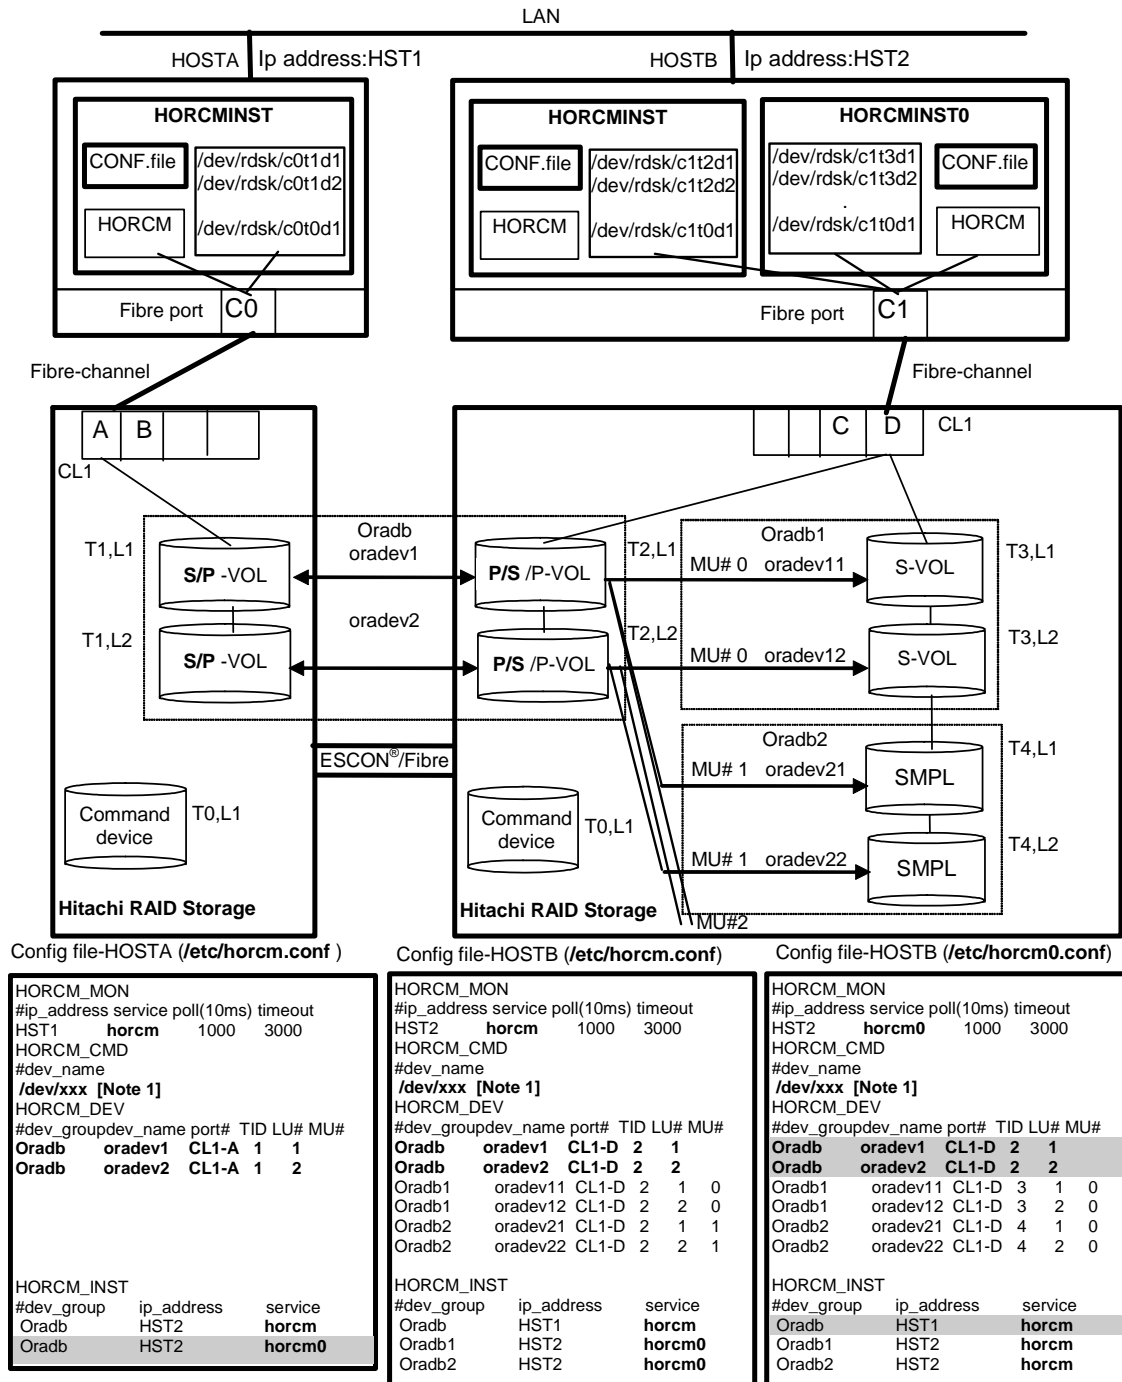 LAN
HOSTA
Ip address:HST1
HOSTB
Ip address:HST2
HORCMINST
CONF.file
/dev/rdsk/c0t1d1
/dev/rdsk/c0t1d2
HORCM
/dev/rdsk/c0t0d1
Fibre port
C0
HORCMINST
CONF.file
/dev/rdsk/c1t2d1
/dev/rdsk/c1t2d2
HORCM
/dev/rdsk/c1t0d1
HORCMINST0
/dev/rdsk/c1t3d1
/dev/rdsk/c1t3d2
.
/dev/rdsk/c1t0d1
CONF.file
HORCM
Fibre port
C1
Fibre-channel
Fibre-channel
A B
CL1
C D
CL1
T1,L1
S/P -VOL
Oradb
oradev1
P/S /P-VOL
T2,L1
Oradb1
MU# 0 oradev11
S-VOL
T3,L1
T1,L2
S/P -VOL
oradev2
P/S /P-VOL
T2,L2
MU# 0 oradev12
S-VOL
T3,L2
ESCON®/Fibre
Oradb2
MU# 1 oradev21
SMPL
T4,L1
Command
device
T0,L1
Command
device
T0,L1
MU# 1 oradev22
SMPL
T4,L2
Hitachi RAID Storage
Hitachi RAID Storage
MU#2
Config file-HOSTA (/etc/horcm.conf )
HORCM_MON
#ip_address service poll(10ms) timeout
HST1 horcm 1000 3000
HORCM_CMD
#dev_name
/dev/xxx [Note 1]
HORCM_DEV
#dev_groupdev_name port# TID LU# MU#
Oradb oradev1 CL1-A 1 1
Oradb oradev2 CL1-A 1 2
HORCM_INST
#dev_group ip_address service
Oradb HST2 horcm
Oradb HST2 horcm0
Config file-HOSTB (/etc/horcm.conf)
HORCM_MON
#ip_address service poll(10ms) timeout
HST2 horcm 1000 3000
HORCM_CMD
#dev_name
/dev/xxx [Note 1]
HORCM_DEV
#dev_groupdev_name port# TID LU# MU#
Oradb oradev1 CL1-D 2 1
Oradb oradev2 CL1-D 2 2
Oradb1 oradev11 CL1-D 2 1 0
Oradb1 oradev12 CL1-D 2 2 0
Oradb2 oradev21 CL1-D 2 1 1
Oradb2 oradev22 CL1-D 2 2 1
HORCM_INST
#dev_group ip_address service
Oradb HST1 horcm
Oradb1 HST2 horcm0
Oradb2 HST2 horcm0
Config file-HOSTB (/etc/horcm0.conf)
HORCM_MON
#ip_address service poll(10ms) timeout
HST2 horcm0 1000 3000
HORCM_CMD
#dev_name
/dev/xxx [Note 1]
HORCM_DEV
#dev_groupdev_name port# TID LU# MU#
Oradb oradev1 CL1-D 2 1
Oradb oradev2 CL1-D 2 2
Oradb1 oradev11 CL1-D 3 1 0
Oradb1 oradev12 CL1-D 3 2 0
Oradb2 oradev21 CL1-D 4 1 0
Oradb2 oradev22 CL1-D 4 2 0
HORCM_INST
#dev_group ip_address service
Oradb HST1 horcm
Oradb1 HST2 horcm
Oradb2 HST2 horcm